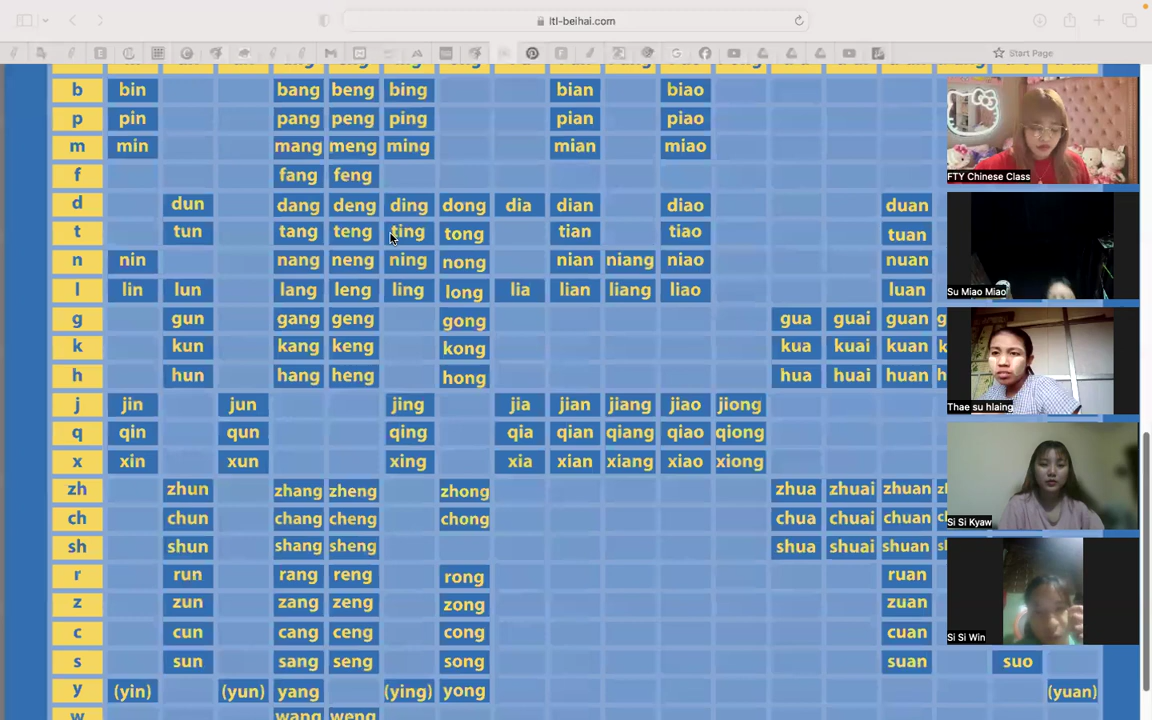 ltl-beihai.com
Start Page
b bin bang beng bing bian biao
p pin pang peng ping pian piao
m min mang meng ming mian miao
f fang feng
d dun dang deng ding dong dia dian diao duan
t tun tang teng ting tong tian tiao tuan
n nin nang neng ning nong nian niang niao nuan
l lin lun lang leng ling long lia lian liang liao luan
g gun gang geng gong gua guai guan
k kun kang keng kong kua kuai kuan
h hun hang heng hong hua huai huan
j jin jun jing jia jian jiang jiao jiong
q qin qun qing qia qian qiang qiao qiong
x xin xun xing xia xian xiang xiao xiong
zh zhun zhang zheng zhong zhua zhuai zhuan
ch chun chang cheng chong chua chuai chuan
sh shun shang sheng shua shuai shuan
r run rang reng rong ruan
z zun zang zeng zong zuan
c cun cang ceng cong cuan
s sun sang seng song suan suo
y (yin) (yun) yang (ying) yong (yuan)
w wang weng
FTY Chinese Class
Su Miao Miao
Thae su hlaing
Si Si Kyaw
Si Si Win